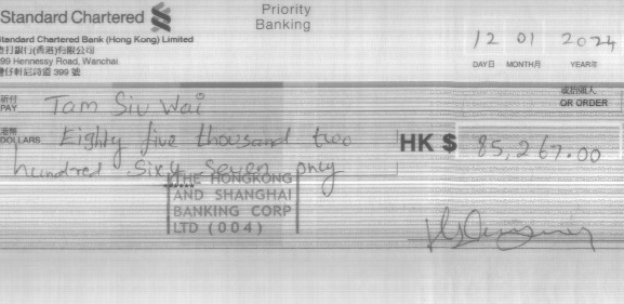 Standard Chartered
Priority
Banking
Standard Chartered Bank (Hong Kong) Limited
渣打銀行(香港)有限公司
399 Hennessy Road, Wanchai
灣仔軒尼詩道 399 號
12 01 2024
DAY日 MONTH月 YEAR年
祈付
PAY
Tam Siu Wai
或持票人
OR ORDER
港幣
DOLLARS
Eighty five thousand two
HK $ 85,267.00
hundred Sixty Seven only
THE HONGKONG
AND SHANGHAI
BANKING CORP
LTD (004)